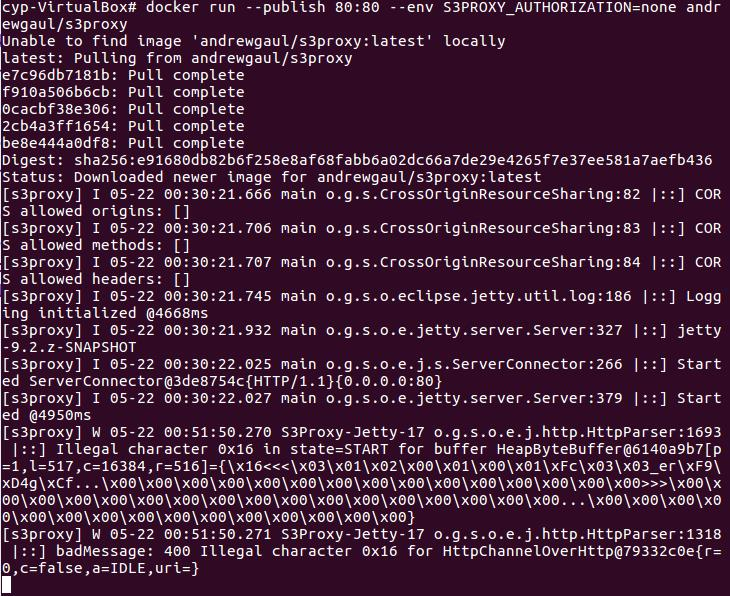 cyp-VirtualBox# docker run --publish 80:80 --env S3PROXY_AUTHORIZATION=none andr
ewgaul/s3proxy
Unable to find image 'andrewgaul/s3proxy:latest' locally
latest: Pulling from andrewgaul/s3proxy
e7c96db7181b: Pull complete
f910a506b6cb: Pull complete
0cacbf38e306: Pull complete
2cb4a3ff1654: Pull complete
be8e444a0df8: Pull complete
Digest: sha256:e91680db82b6f258e8af68fabb6a02dc66a7de29e4265f7e37ee581a7aefb436
Status: Downloaded newer image for andrewgaul/s3proxy:latest
[s3proxy] I 05-22 00:30:21.666 main o.g.s.CrossOriginResourceSharing:82 |::] COR
S allowed origins: []
[s3proxy] I 05-22 00:30:21.706 main o.g.s.CrossOriginResourceSharing:83 |::] COR
S allowed methods: []
[s3proxy] I 05-22 00:30:21.707 main o.g.s.CrossOriginResourceSharing:84 |::] COR
S allowed headers: []
[s3proxy] I 05-22 00:30:21.745 main o.g.s.o.eclipse.jetty.util.log:186 |::] Logg
ing initialized @4668ms
[s3proxy] I 05-22 00:30:21.932 main o.g.s.o.e.jetty.server.Server:327 |::] jetty
-9.2.z-SNAPSHOT
[s3proxy] I 05-22 00:30:22.025 main o.g.s.o.e.j.s.ServerConnector:266 |::] Start
ed ServerConnector@3de8754c{HTTP/1.1}{0.0.0.0:80}
[s3proxy] I 05-22 00:30:22.027 main o.g.s.o.e.jetty.server.Server:379 |::] Start
ed @4950ms
[s3proxy] W 05-22 00:51:50.270 S3Proxy-Jetty-17 o.g.s.o.e.j.http.HttpParser:1693
 |::] Illegal character 0x16 in state=START for buffer HeapByteBuffer@6140a9b7[p
=1,l=517,c=16384,r=516]={\x16<<<\x03\x01\x02\x00\x01\x00\x01\xFc\x03\x03_er\xF9\
xD4g\xCf...\x00\x00\x00\x00\x00\x00\x00\x00\x00\x00\x00\x00\x00\x00>>>\x00\x00\x
00\x00\x00\x00\x00\x00\x00\x00\x00\x00\x00\x00\x00\x00...\x00\x00\x00\x00\x0
0\x00\x00\x00\x00\x00\x00\x00\x00\x00\x00}
[s3proxy] W 05-22 00:51:50.271 S3Proxy-Jetty-17 o.g.s.o.e.j.http.HttpParser:1318
 |::] badMessage: 400 Illegal character 0x16 for HttpChannelOverHttp@79332c0e{r=
0,c=false,a=IDLE,uri=}